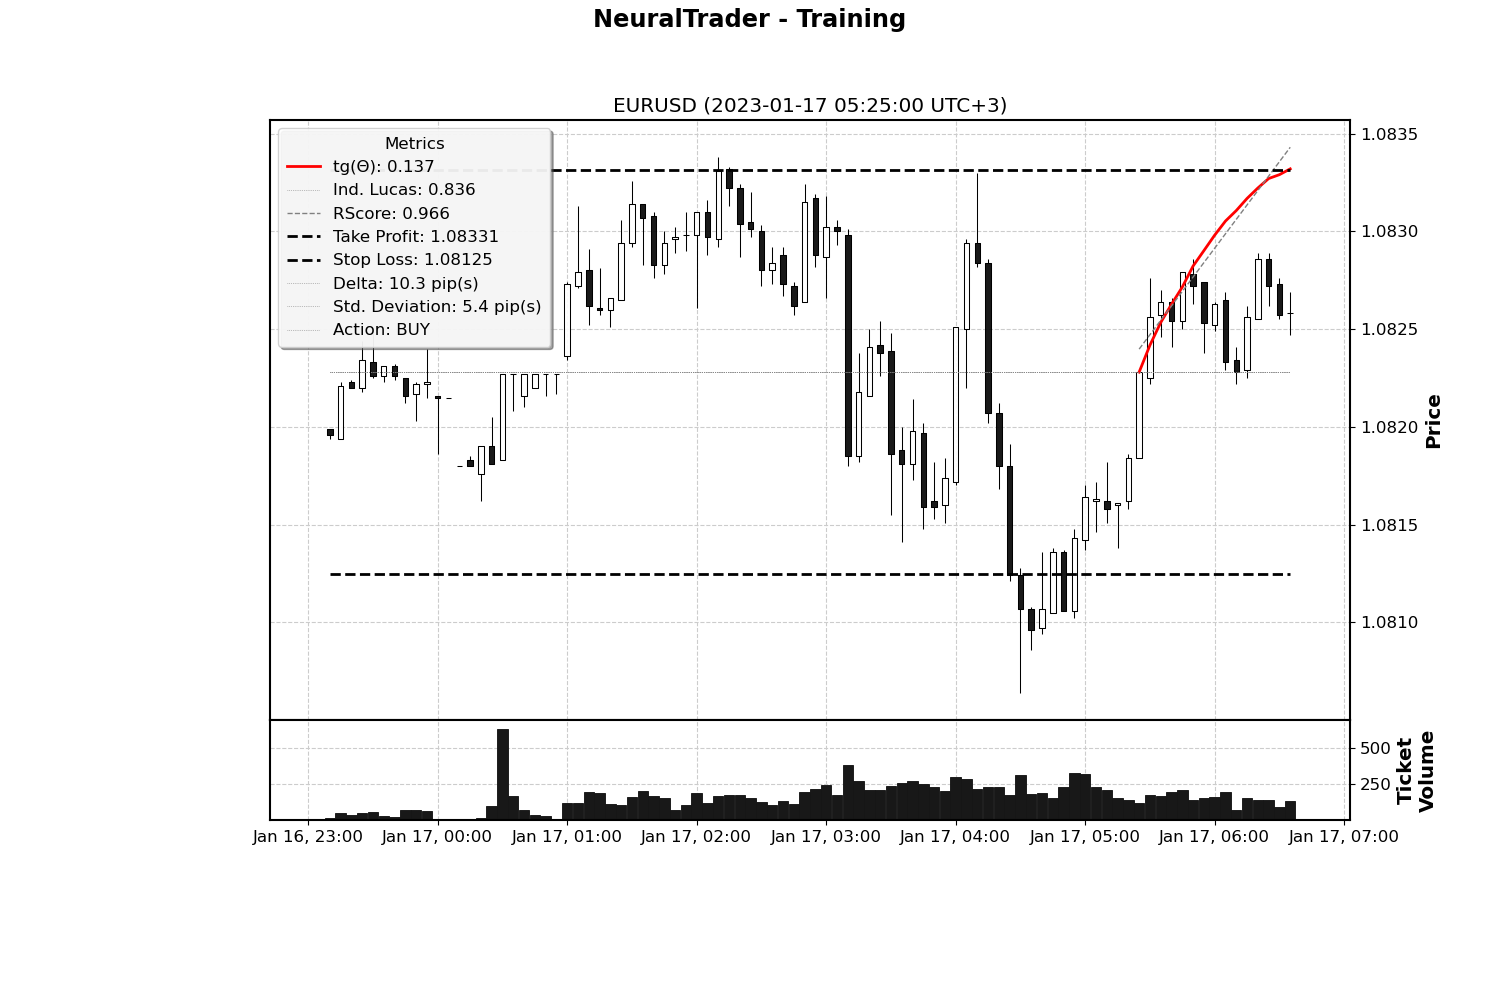 NeuralTrader - Training
EURUSD (2023-01-17 05:25:00 UTC+3)
Metrics
tg(Θ): 0.137
Ind. Lucas: 0.836
RScore: 0.966
Take Profit: 1.08331
Stop Loss: 1.08125
Delta: 10.3 pip(s)
Std. Deviation: 5.4 pip(s)
Action: BUY
1.0835
1.0830
1.0825
1.0820
1.0815
1.0810
Price
500
250
Ticket
Volume
Jan 16, 23:00
Jan 17, 00:00
Jan 17, 01:00
Jan 17, 02:00
Jan 17, 03:00
Jan 17, 04:00
Jan 17, 05:00
Jan 17, 06:00
Jan 17, 07:00